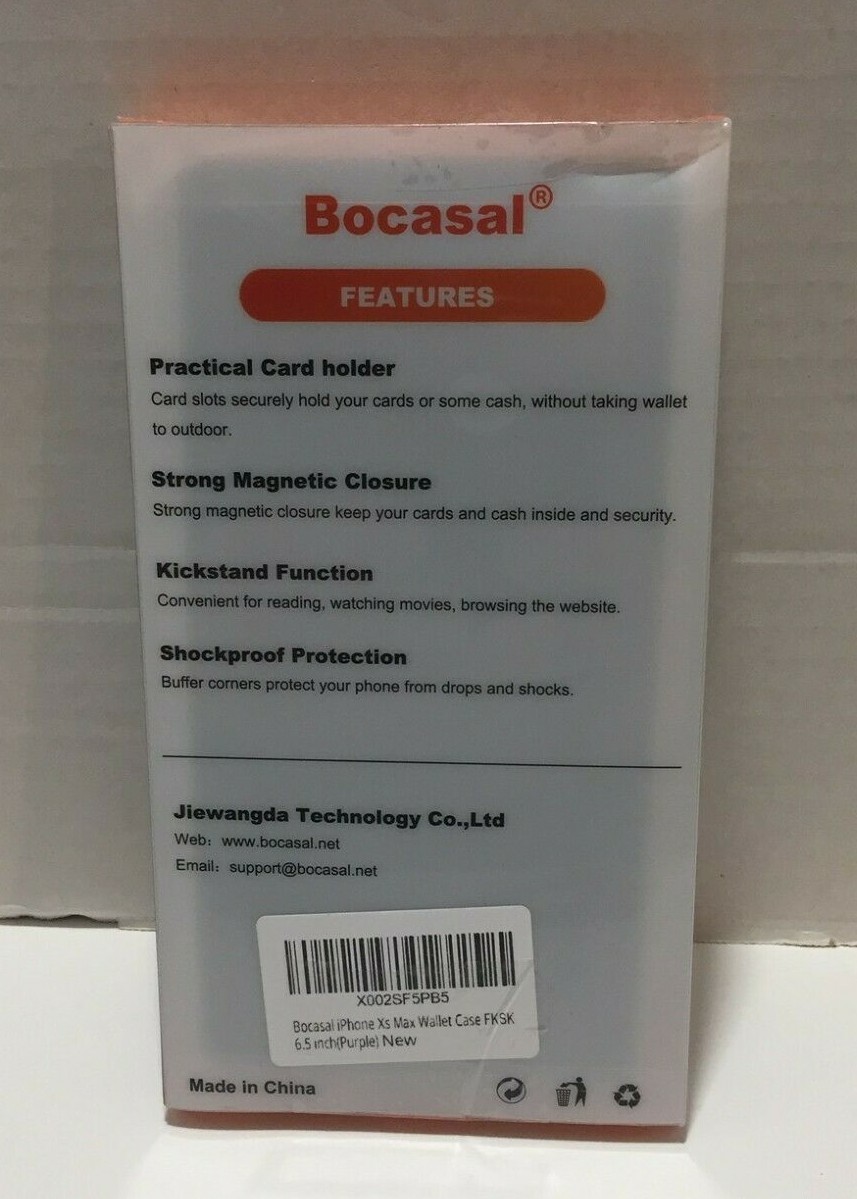 Bocasal®
FEATURES
Practical Card holder
Card slots securely hold your cards or some cash, without taking wallet
to outdoor.
Strong Magnetic Closure
Strong magnetic closure keep your cards and cash inside and security.
Kickstand Function
Convenient for reading, watching movies, browsing the website.
Shockproof Protection
Buffer corners protect your phone from drops and shocks.
Jiewangda Technology Co.,Ltd
Web: www.bocasal.net
Email: support@bocasal.net
X002SF5PB5
Bocasal iPhone Xs Max Wallet Case FKSK
6.5 inch(Purple) New
Made in China